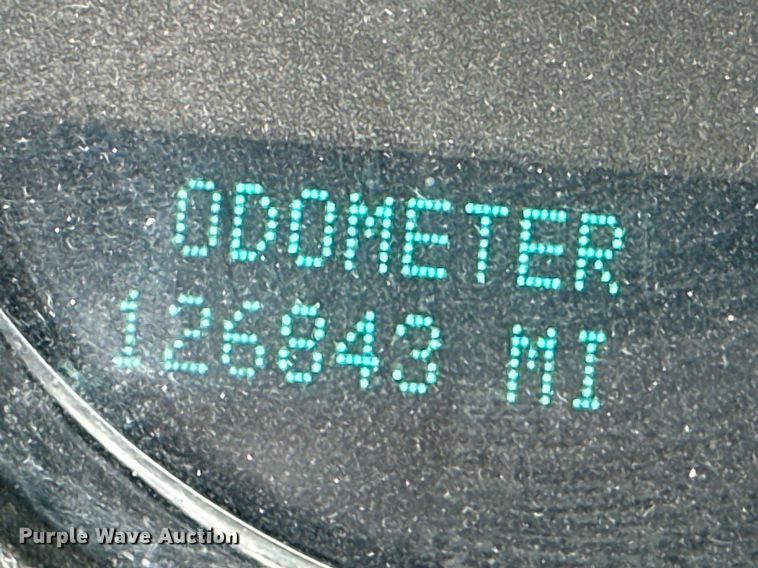 ODOMETER
126843 MI
Purple Wave Auction